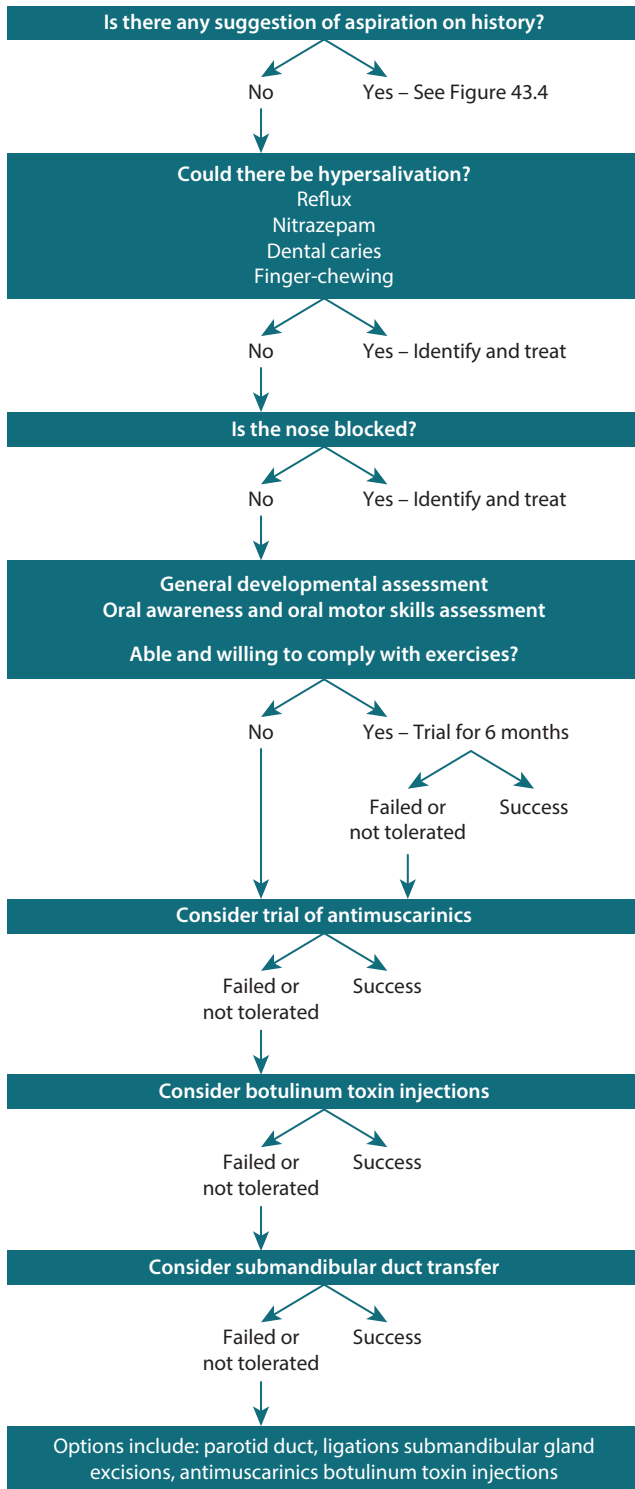 Is there any suggestion of aspiration on history?
No
Yes – See Figure 43.4
Could there be hypersalivation?
Reflux
Nitrazepam
Dental caries
Finger-chewing
No
Yes – Identify and treat
Is the nose blocked?
No
Yes – Identify and treat
General developmental assessment
Oral awareness and oral motor skills assessment
Able and willing to comply with exercises?
No
Yes – Trial for 6 months
Failed or
not tolerated
Success
Consider trial of antimuscarinics
Failed or
not tolerated
Success
Consider botulinum toxin injections
Failed or
not tolerated
Success
Consider submandibular duct transfer
Failed or
not tolerated
Success
Options include: parotid duct, ligations submandibular gland
excisions, antimuscarinics botulinum toxin injections